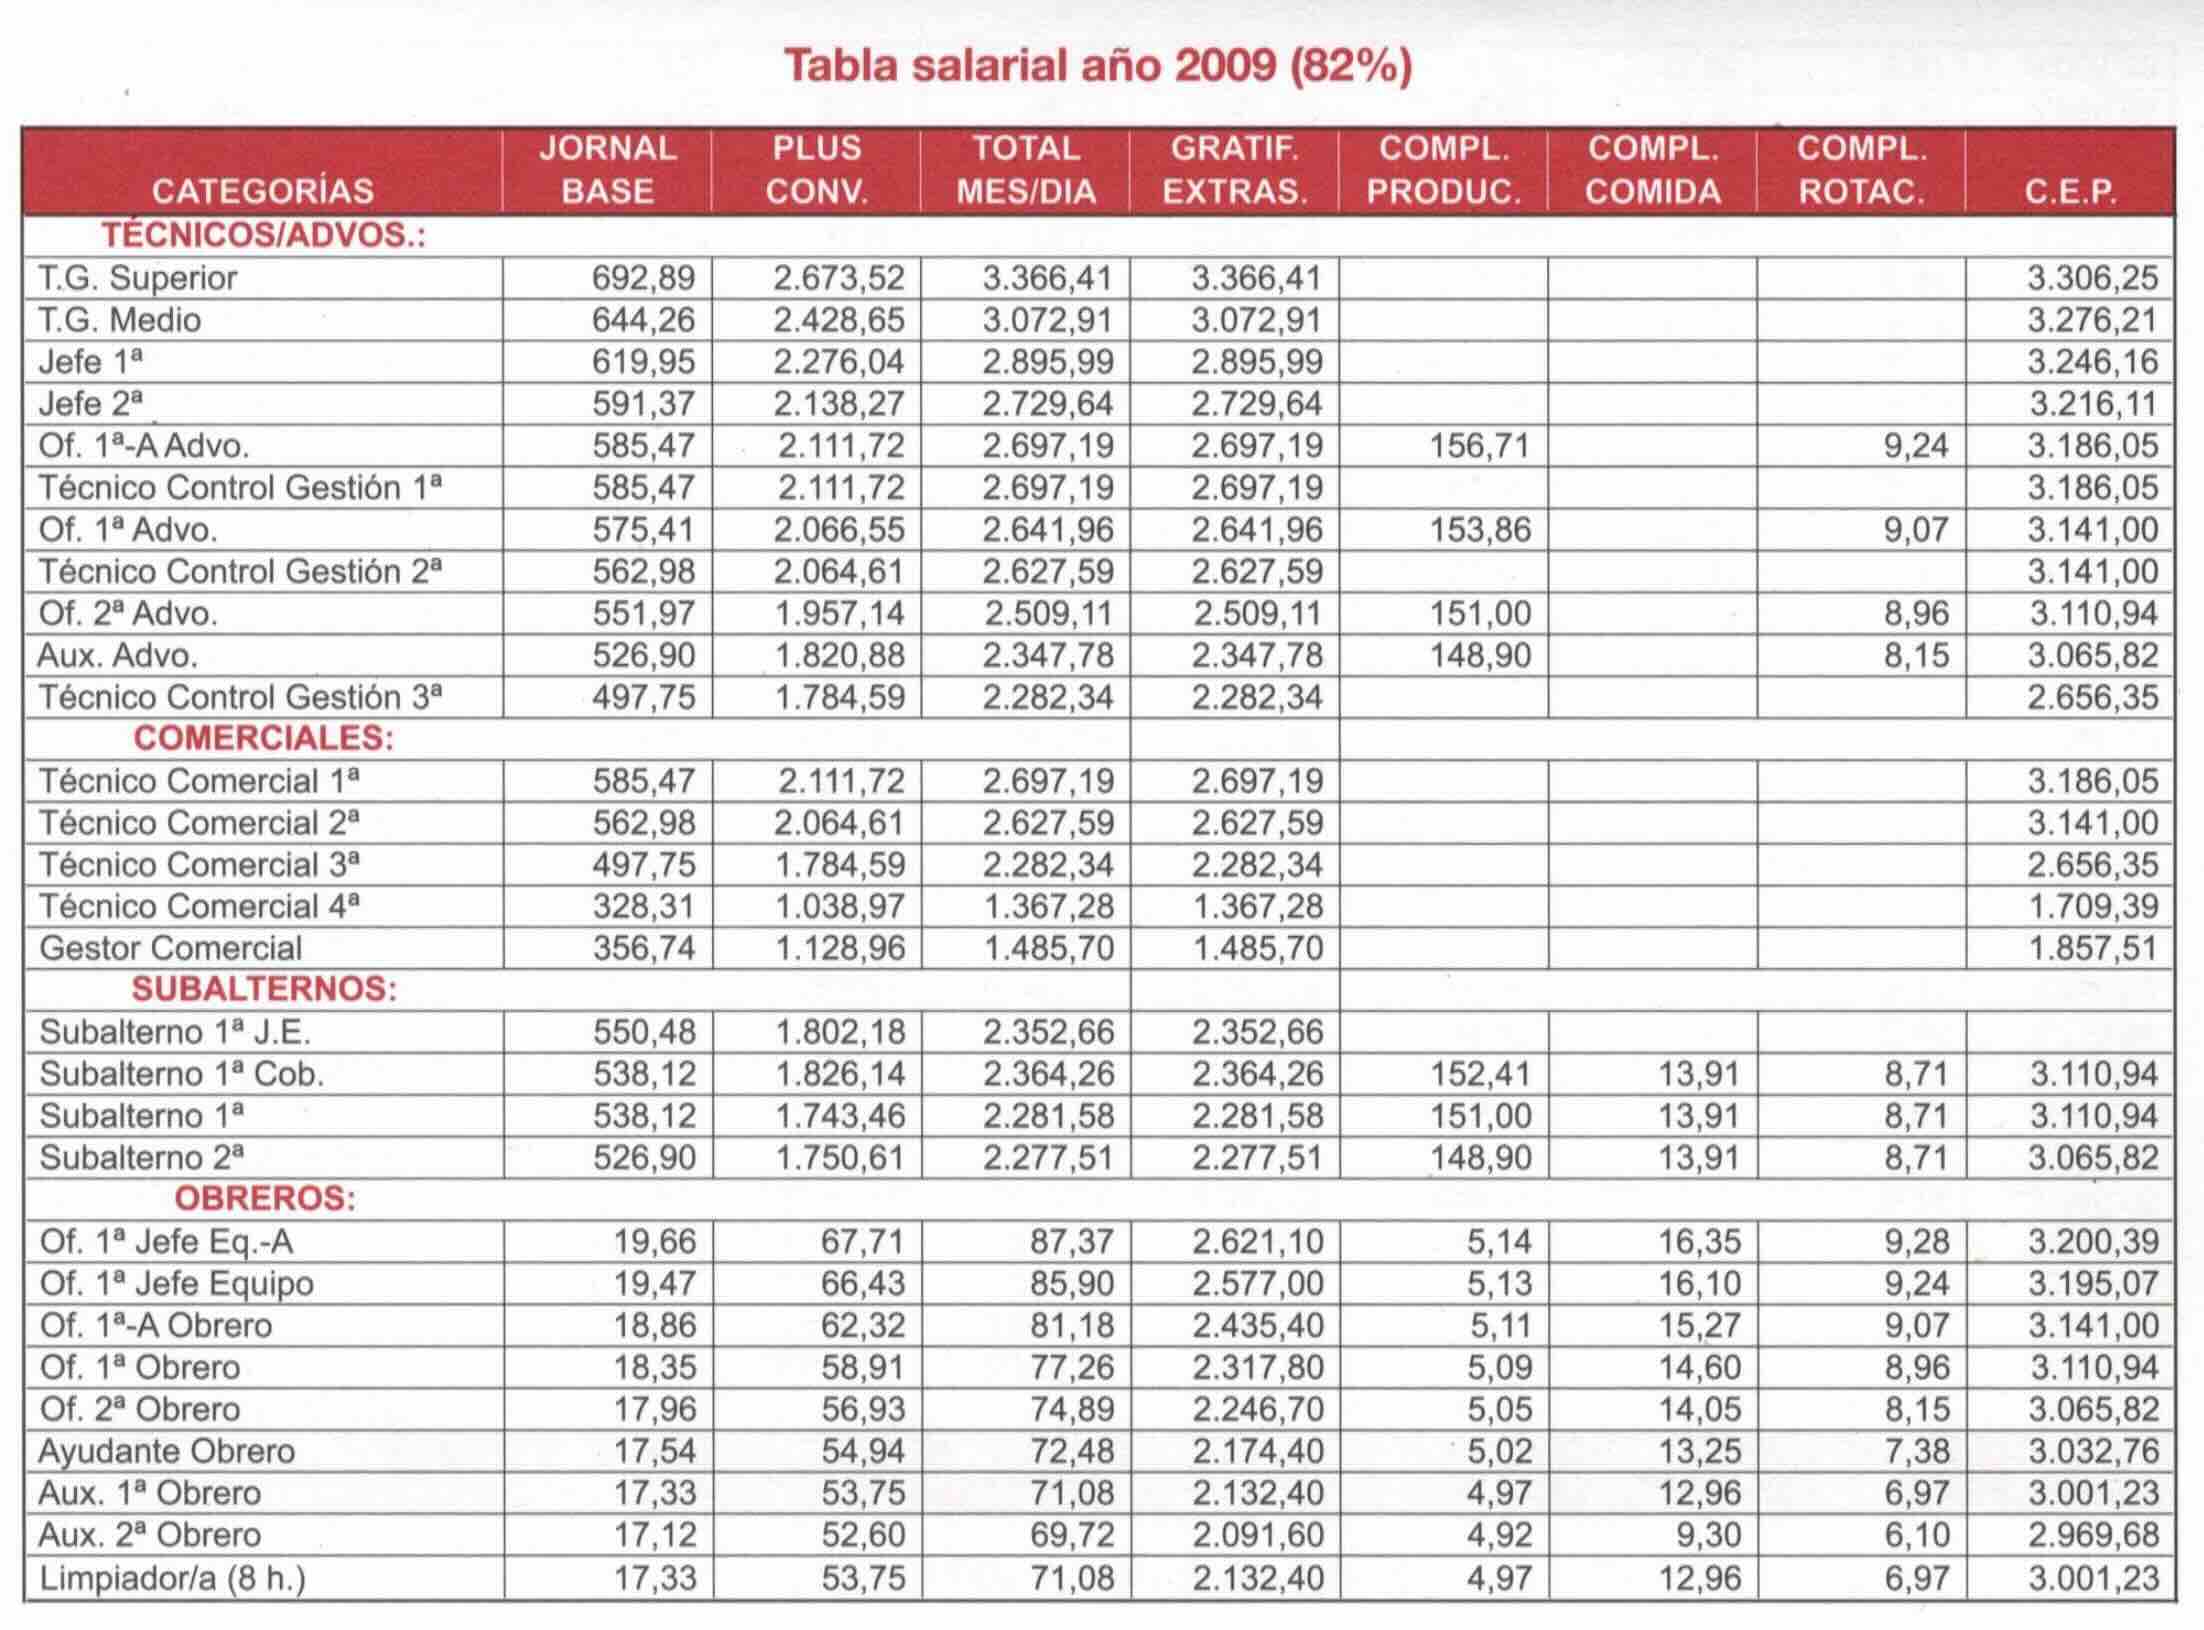 Tabla salarial año 2009 (82%)
CATEGORÍAS JORNAL BASE PLUS CONV. TOTAL MES/DIA GRATIF. EXTRAS. COMPL. PRODUC. COMPL. COMIDA COMPL. ROTAC. C.E.P.
TÉCNICOS/ADVOS.:
T.G. Superior 692,89 2.673,52 3.366,41 3.366,41 3.306,25
T.G. Medio 644,26 2.428,65 3.072,91 3.072,91 3.276,21
Jefe 1ª 619,95 2.276,04 2.895,99 2.895,99 3.246,16
Jefe 2ª 591,37 2.138,27 2.729,64 2.729,64 3.216,11
Of. 1ª-A Advo. 585,47 2.111,72 2.697,19 2.697,19 156,71 9,24 3.186,05
Técnico Control Gestión 1ª 585,47 2.111,72 2.697,19 2.697,19 3.186,05
Of. 1ª Advo. 575,41 2.066,55 2.641,96 2.641,96 153,86 9,07 3.141,00
Técnico Control Gestión 2ª 562,98 2.064,61 2.627,59 2.627,59 3.141,00
Of. 2ª Advo. 551,97 1.957,14 2.509,11 2.509,11 151,00 8,96 3.110,94
Aux. Advo. 526,90 1.820,88 2.347,78 2.347,78 148,90 8,15 3.065,82
Técnico Control Gestión 3ª 497,75 1.784,59 2.282,34 2.282,34 2.656,35
COMERCIALES:
Técnico Comercial 1ª 585,47 2.111,72 2.697,19 2.697,19 3.186,05
Técnico Comercial 2ª 562,98 2.064,61 2.627,59 2.627,59 3.141,00
Técnico Comercial 3ª 497,75 1.784,59 2.282,34 2.282,34 2.656,35
Técnico Comercial 4ª 328,31 1.038,97 1.367,28 1.367,28 1.709,39
Gestor Comercial 356,74 1.128,96 1.485,70 1.485,70 1.857,51
SUBALTERNOS:
Subalterno 1ª J.E. 550,48 1.802,18 2.352,66 2.352,66
Subalterno 1ª Cob. 538,12 1.826,14 2.364,26 2.364,26 152,41 13,91 8,71 3.110,94
Subalterno 1ª 538,12 1.743,46 2.281,58 2.281,58 151,00 13,91 8,71 3.110,94
Subalterno 2ª 526,90 1.750,61 2.277,51 2.277,51 148,90 13,91 8,71 3.065,82
OBREROS:
Of. 1ª Jefe Eq.-A 19,66 67,71 87,37 2.621,10 5,14 16,35 9,28 3.200,39
Of. 1ª Jefe Equipo 19,47 66,43 85,90 2.577,00 5,13 16,10 9,24 3.195,07
Of. 1ª-A Obrero 18,86 62,32 81,18 2.435,40 5,11 15,27 9,07 3.141,00
Of. 1ª Obrero 18,35 58,91 77,26 2.317,80 5,09 14,60 8,96 3.110,94
Of. 2ª Obrero 17,96 56,93 74,89 2.246,70 5,05 14,05 8,15 3.065,82
Ayudante Obrero 17,54 54,94 72,48 2.174,40 5,02 13,25 7,38 3.032,76
Aux. 1ª Obrero 17,33 53,75 71,08 2.132,40 4,97 12,96 6,97 3.001,23
Aux. 2ª Obrero 17,12 52,60 69,72 2.091,60 4,92 9,30 6,10 2.969,68
Limpiador/a (8 h.) 17,33 53,75 71,08 2.132,40 4,97 12,96 6,97 3.001,23